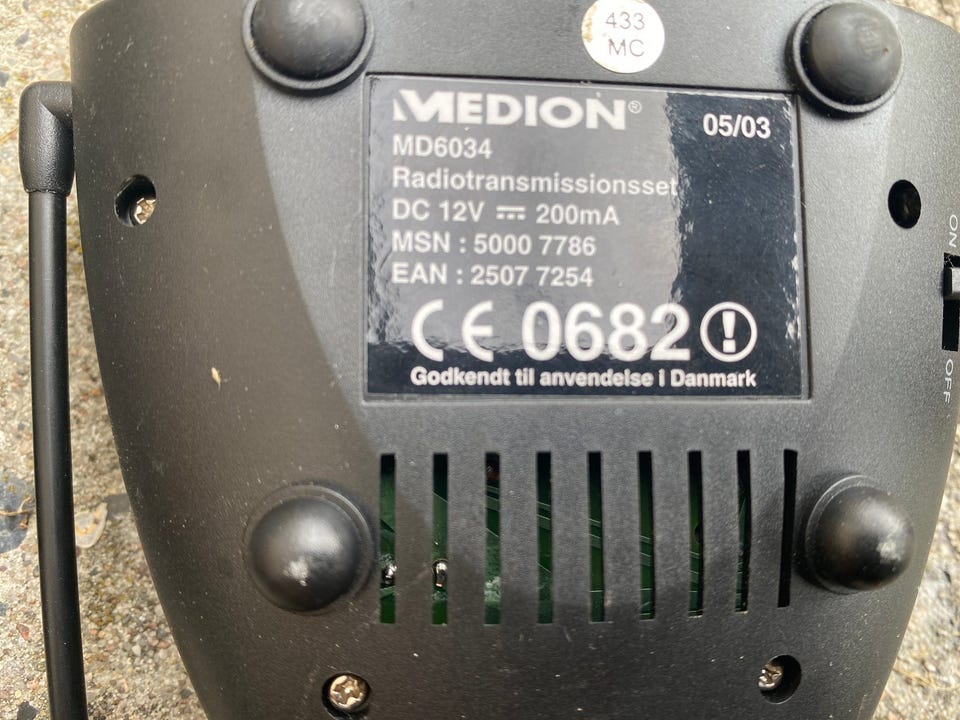 433
MC
MEDION®
05/03
MD6034
Radiotransmissionsset
DC 12V ⎓ 200mA
MSN : 5000 7786
EAN : 2507 7254
CE 0682 !
Godkendt til anvendelse i Danmark
ON
OFF